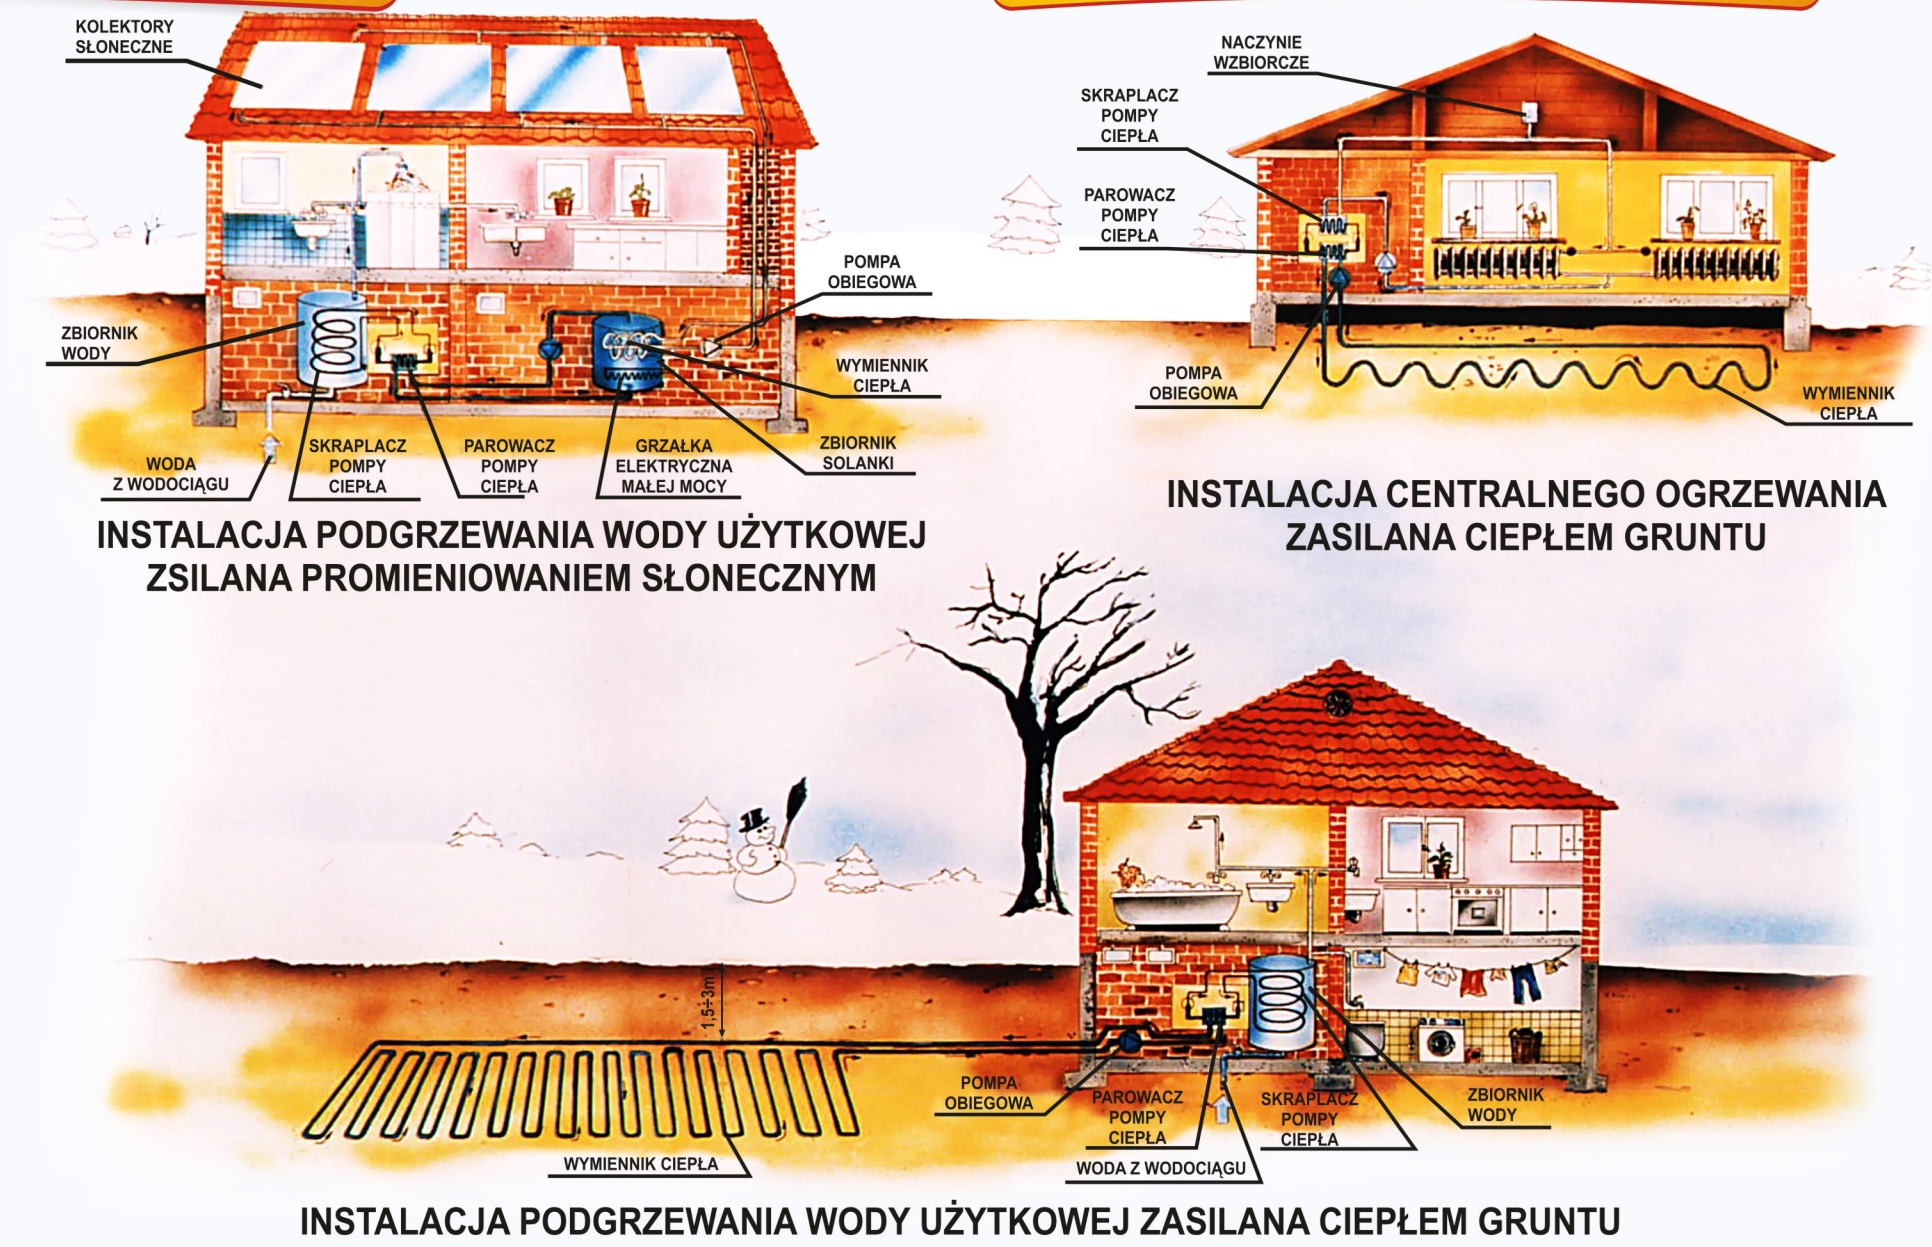 KOLEKTORY
SŁONECZNE
ZBIORNIK
WODY
WODA
Z WODOCIĄGU
SKRAPLACZ
POMPY
CIEPŁA
PAROWACZ
POMPY
CIEPŁA
GRZAŁKA
ELEKTRYCZNA
MAŁEJ MOCY
ZBIORNIK
SOLANKI
WYMIENNIK
CIEPŁA
POMPA
OBIEGOWA
INSTALACJA PODGRZEWANIA WODY UŻYTKOWEJ
ZSILANA PROMIENIOWANIEM SŁONECZNYM
NACZYNIE
WZBIORCZE
SKRAPLACZ
POMPY
CIEPŁA
PAROWACZ
POMPY
CIEPŁA
POMPA
OBIEGOWA
WYMIENNIK
CIEPŁA
INSTALACJA CENTRALNEGO OGRZEWANIA
ZASILANA CIEPŁEM GRUNTU
1,5÷3m
WYMIENNIK CIEPŁA
POMPA
OBIEGOWA
PAROWACZ
POMPY
CIEPŁA
WODA Z WODOCIĄGU
SKRAPLACZ
POMPY
CIEPŁA
ZBIORNIK
WODY
INSTALACJA PODGRZEWANIA WODY UŻYTKOWEJ ZASILANA CIEPŁEM GRUNTU